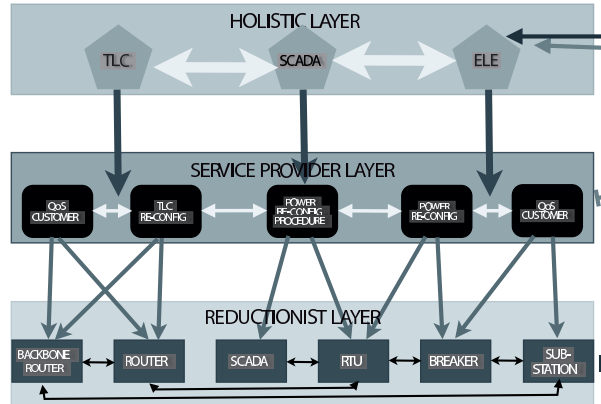 HOLISTIC LAYER
TLC
SCADA
ELE
SERVICE PROVIDER LAYER
QoS
CUSTOMER
TLC
RE-CONFIG
POWER
RE-CONFIG
PROCEDURE
POWER
RE-CONFIG
QoS
CUSTOMER
REDUCTIONIST LAYER
BACKBONE
ROUTER
ROUTER
SCADA
RTU
BREAKER
SUB-
STATION